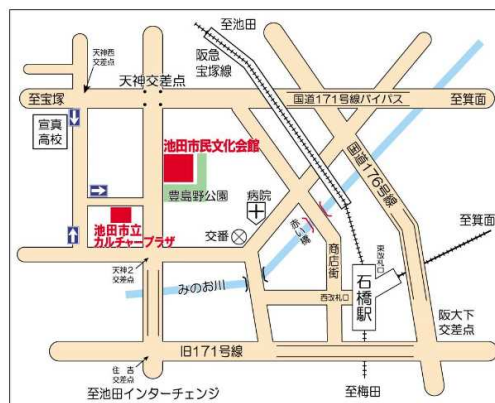 至池田
天神西
交差点
阪急
宝塚線
天神交差点
至宝塚
国道171号線バイパス
至箕面
宣真
高校
池田市民文化会館
国道176号線
豊島野公園
病院
赤い橋
池田市立
カルチャープラザ
交番
商店街
至箕面
東改札口
天神2
交差点
石橋駅
みのお川
西改札口
阪大下
交差点
旧171号線
住吉
交差点
至池田インターチェンジ
至梅田